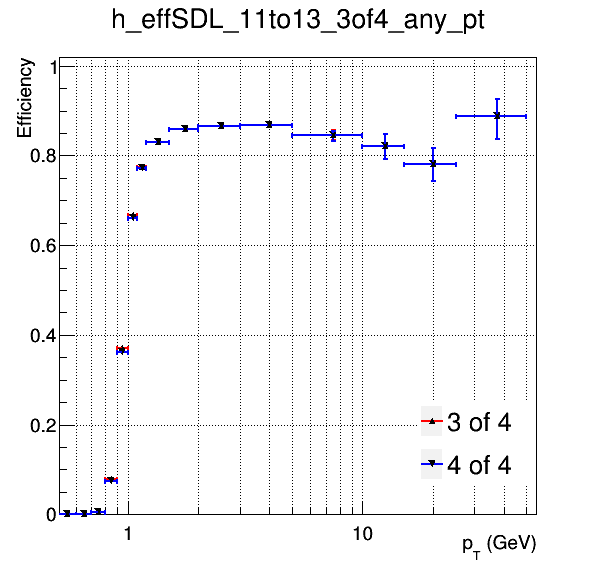 h_effSDL_11to13_3of4_any_pt
Efficiency
1
0.8
0.6
0.4
0.2
0
3 of 4
4 of 4
1
10
p_T (GeV)